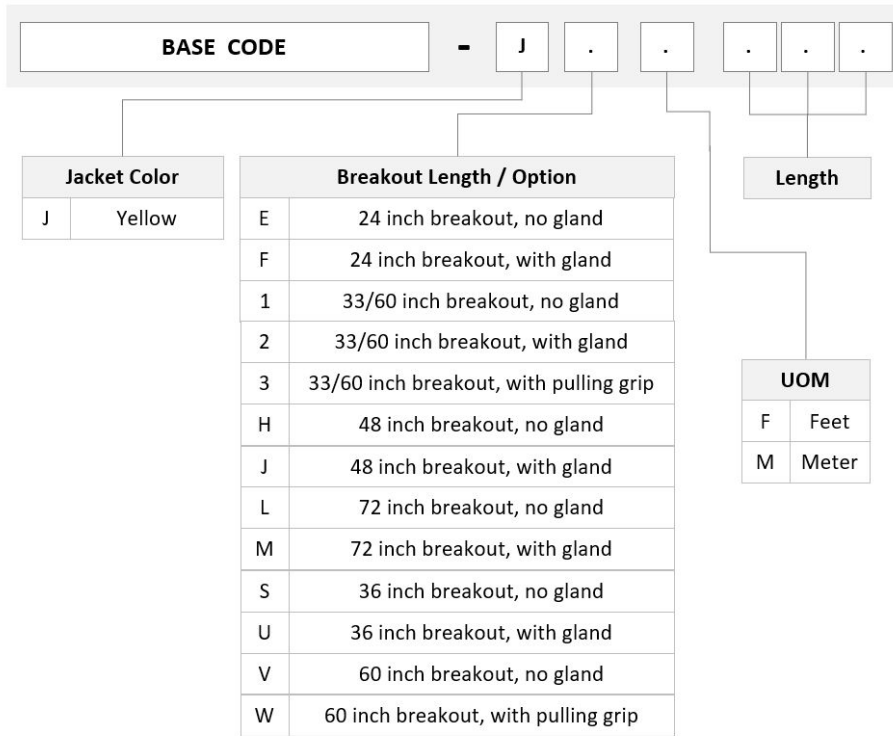 BASE CODE - J . . . . .
Jacket Color
J Yellow
Breakout Length / Option
E 24 inch breakout, no gland
F 24 inch breakout, with gland
1 33/60 inch breakout, no gland
2 33/60 inch breakout, with gland
3 33/60 inch breakout, with pulling grip
H 48 inch breakout, no gland
J 48 inch breakout, with gland
L 72 inch breakout, no gland
M 72 inch breakout, with gland
S 36 inch breakout, no gland
U 36 inch breakout, with gland
V 60 inch breakout, no gland
W 60 inch breakout, with pulling grip
Length
UOM
F Feet
M Meter